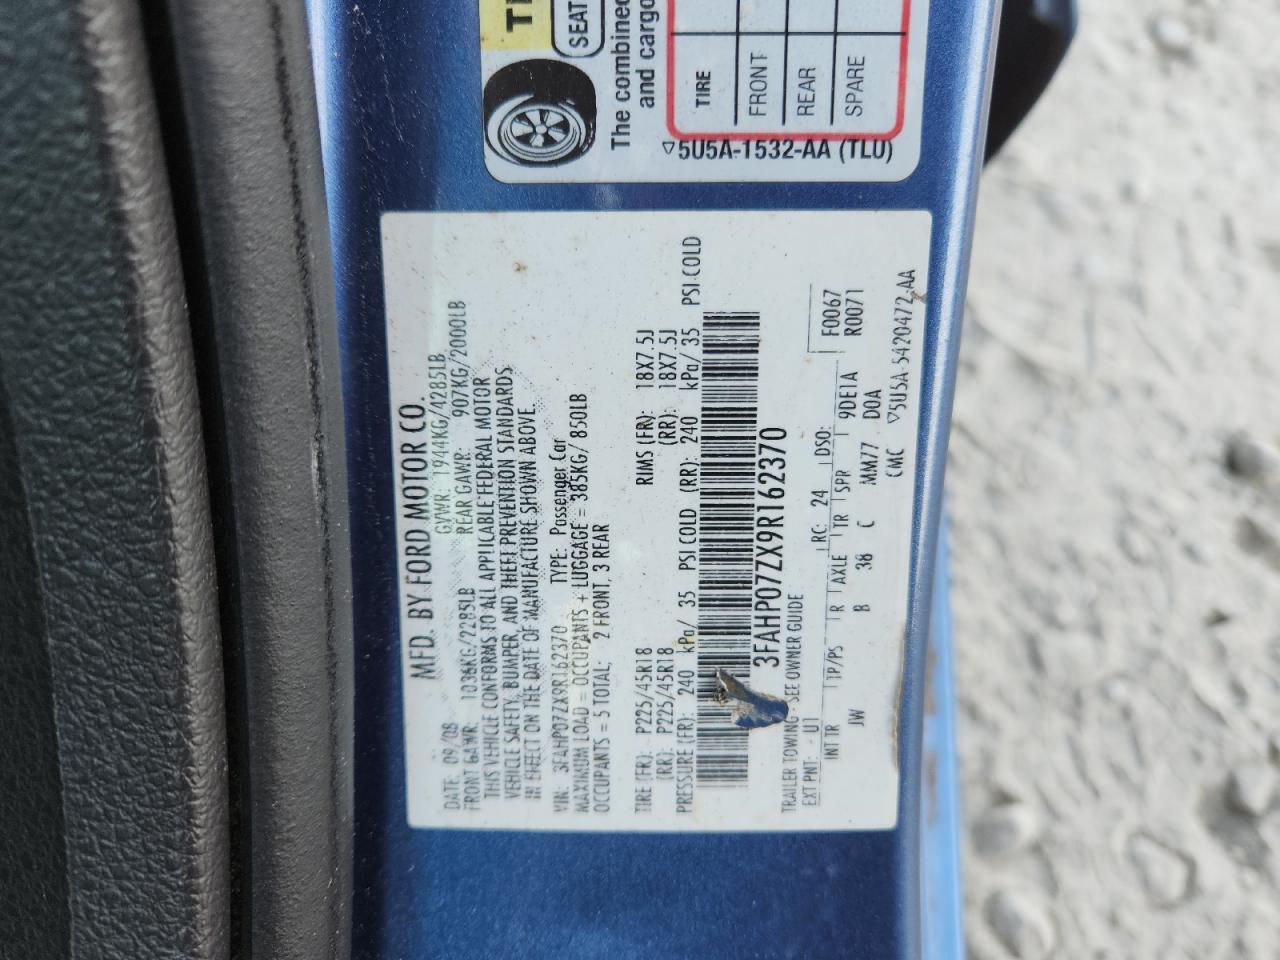 TI
SEAT
The combined
and cargo
TIRE
FRONT
REAR
SPARE
▽5U5A-1532-AA (TLU)
MFD. BY FORD MOTOR CO.
DATE: 09/08 GVWR: 1944KG/4285LB
FRONT GAWR: 1036KG/2285LB REAR GAWR: 907KG/2000LB
THIS VEHICLE CONFORMS TO ALL APPLICABLE FEDERAL MOTOR
VEHICLE SAFETY, BUMPER, AND THEFT PREVENTION STANDARDS
IN EFFECT ON THE DATE OF MANUFACTURE SHOWN ABOVE.
VIN: 3FAHP07ZX9R162370 TYPE: Passenger Car
MAXIMUM LOAD = OCCUPANTS + LUGGAGE = 385KG/ 850LB
OCCUPANTS = 5 TOTAL; 2 FRONT, 3 REAR
TIRE (FR): P225/45R18 RIMS (FR): 18X7.5J
(RR): P225/45R18 (RR): 18X7.5J
PRESSURE (FR): 240 kPa/ 35 PSI COLD (RR): 240 kPa/ 35 PSI COLD
3FAHP07ZX9R162370
TRAILER TOWING - SEE OWNER GUIDE
EXT PNT: - U1 RC: 24 DSO: F0067
R0071
INT TR TP/PS R AXLE TR SPR 9DE1A
JW B 38 C MM77 D0A
CMC ▽5U5A-5420472-AA